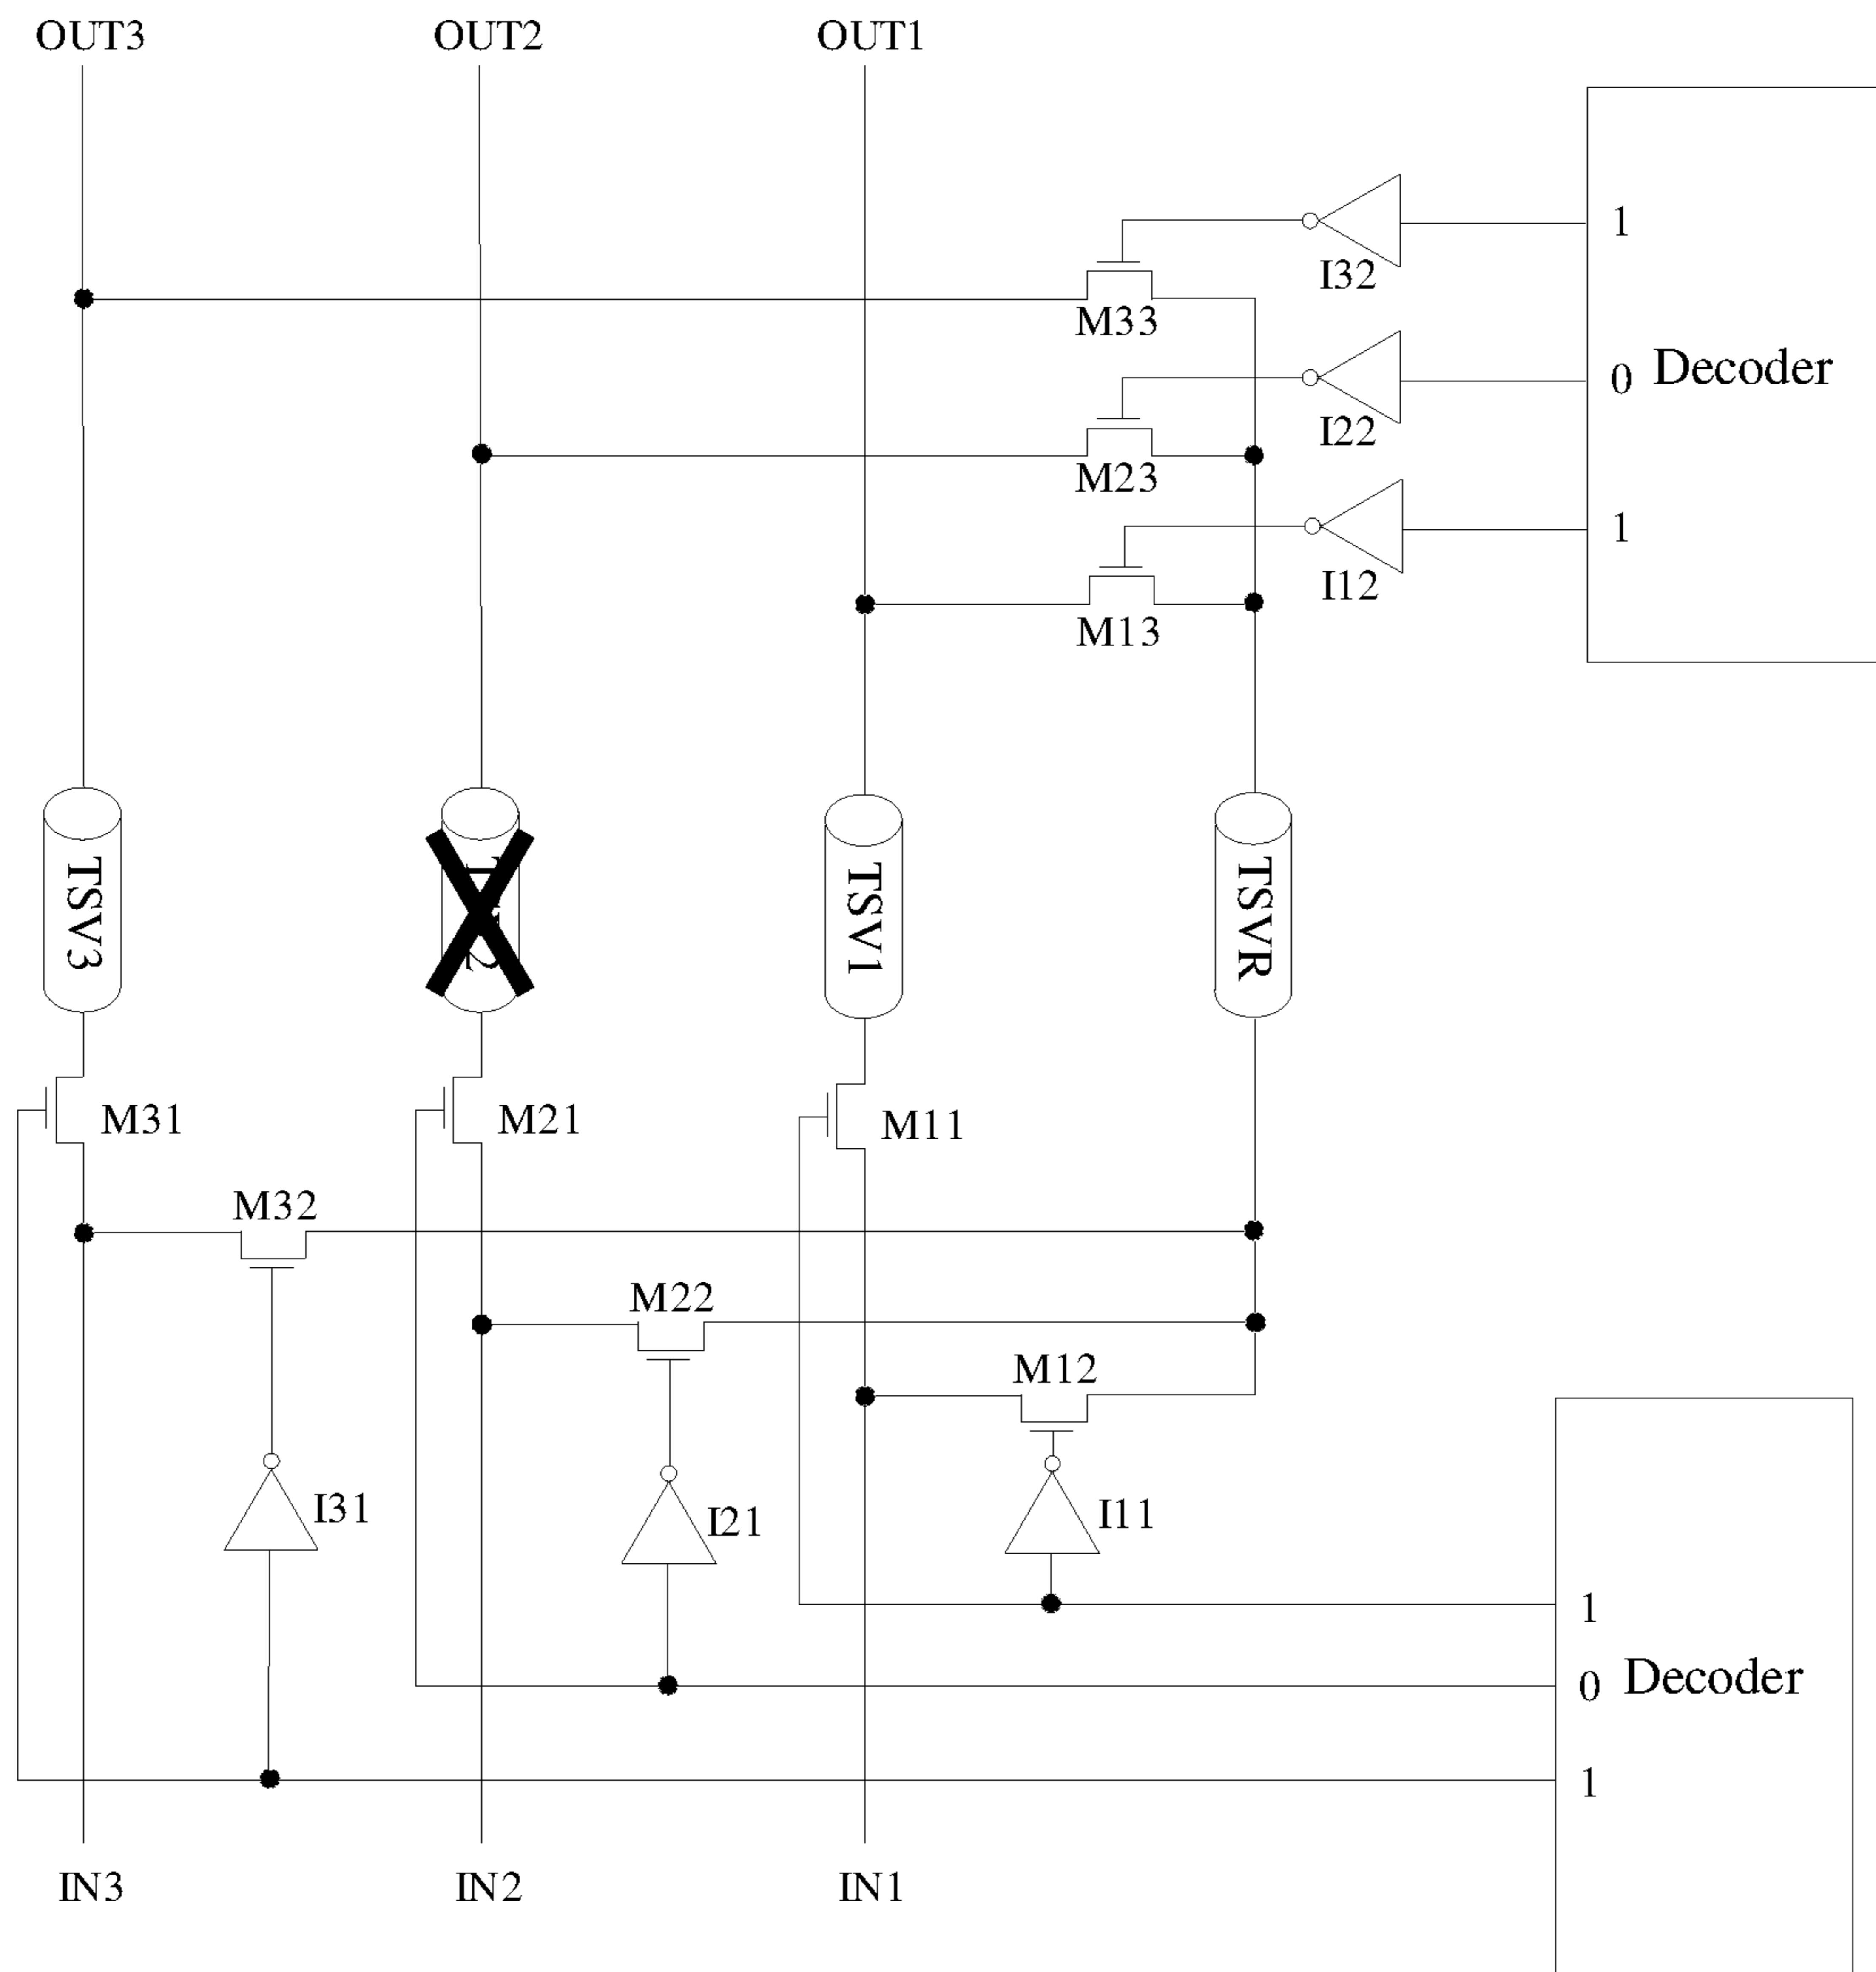 OUT3
OUT2
OUT1
1
I32
M33
0
Decoder
I22
M23
1
I12
M13
TSV3
TSV1
TSVR
M31
M21
M11
M32
M22
M12
I31
I21
I11
1
0
Decoder
1
IN3
IN2
IN1